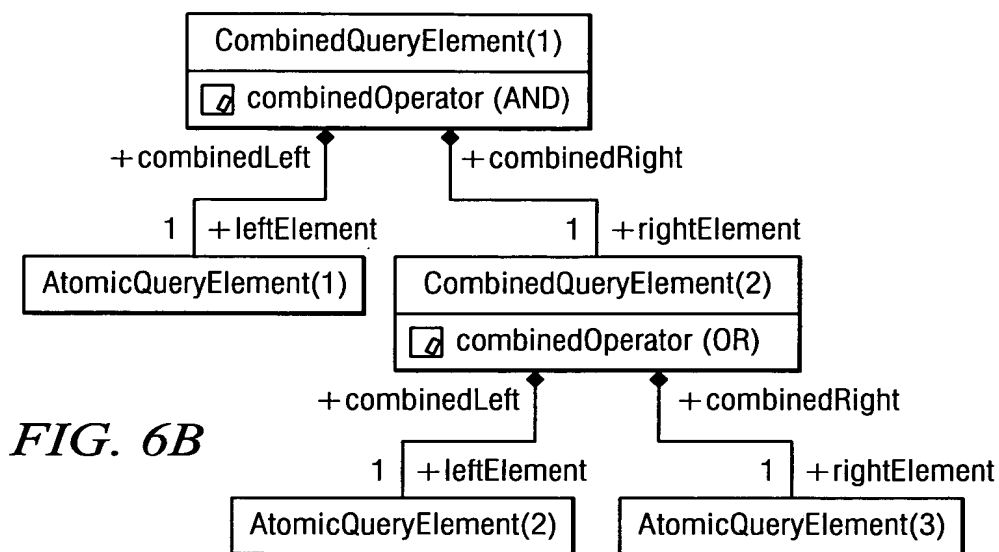 CombinedQueryElement(1)
combinedOperator (AND)
+combinedLeft
+combinedRight
1 +leftElement
1 +rightElement
AtomicQueryElement(1)
CombinedQueryElement(2)
combinedOperator (OR)
+combinedLeft
+combinedRight
FIG. 6B
1 +leftElement
1 +rightElement
AtomicQueryElement(2)
AtomicQueryElement(3)